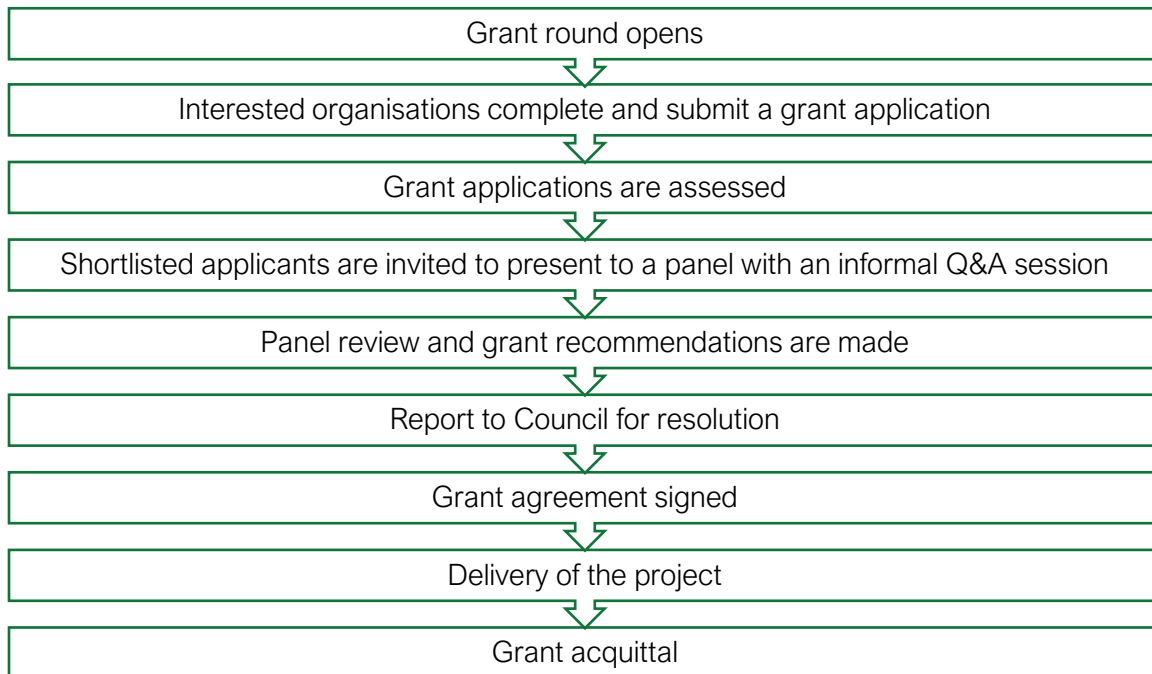 Grant round opens
Interested organisations complete and submit a grant application
Grant applications are assessed
Shortlisted applicants are invited to present to a panel with an informal Q&A session
Panel review and grant recommendations are made
Report to Council for resolution
Grant agreement signed
Delivery of the project
Grant acquittal